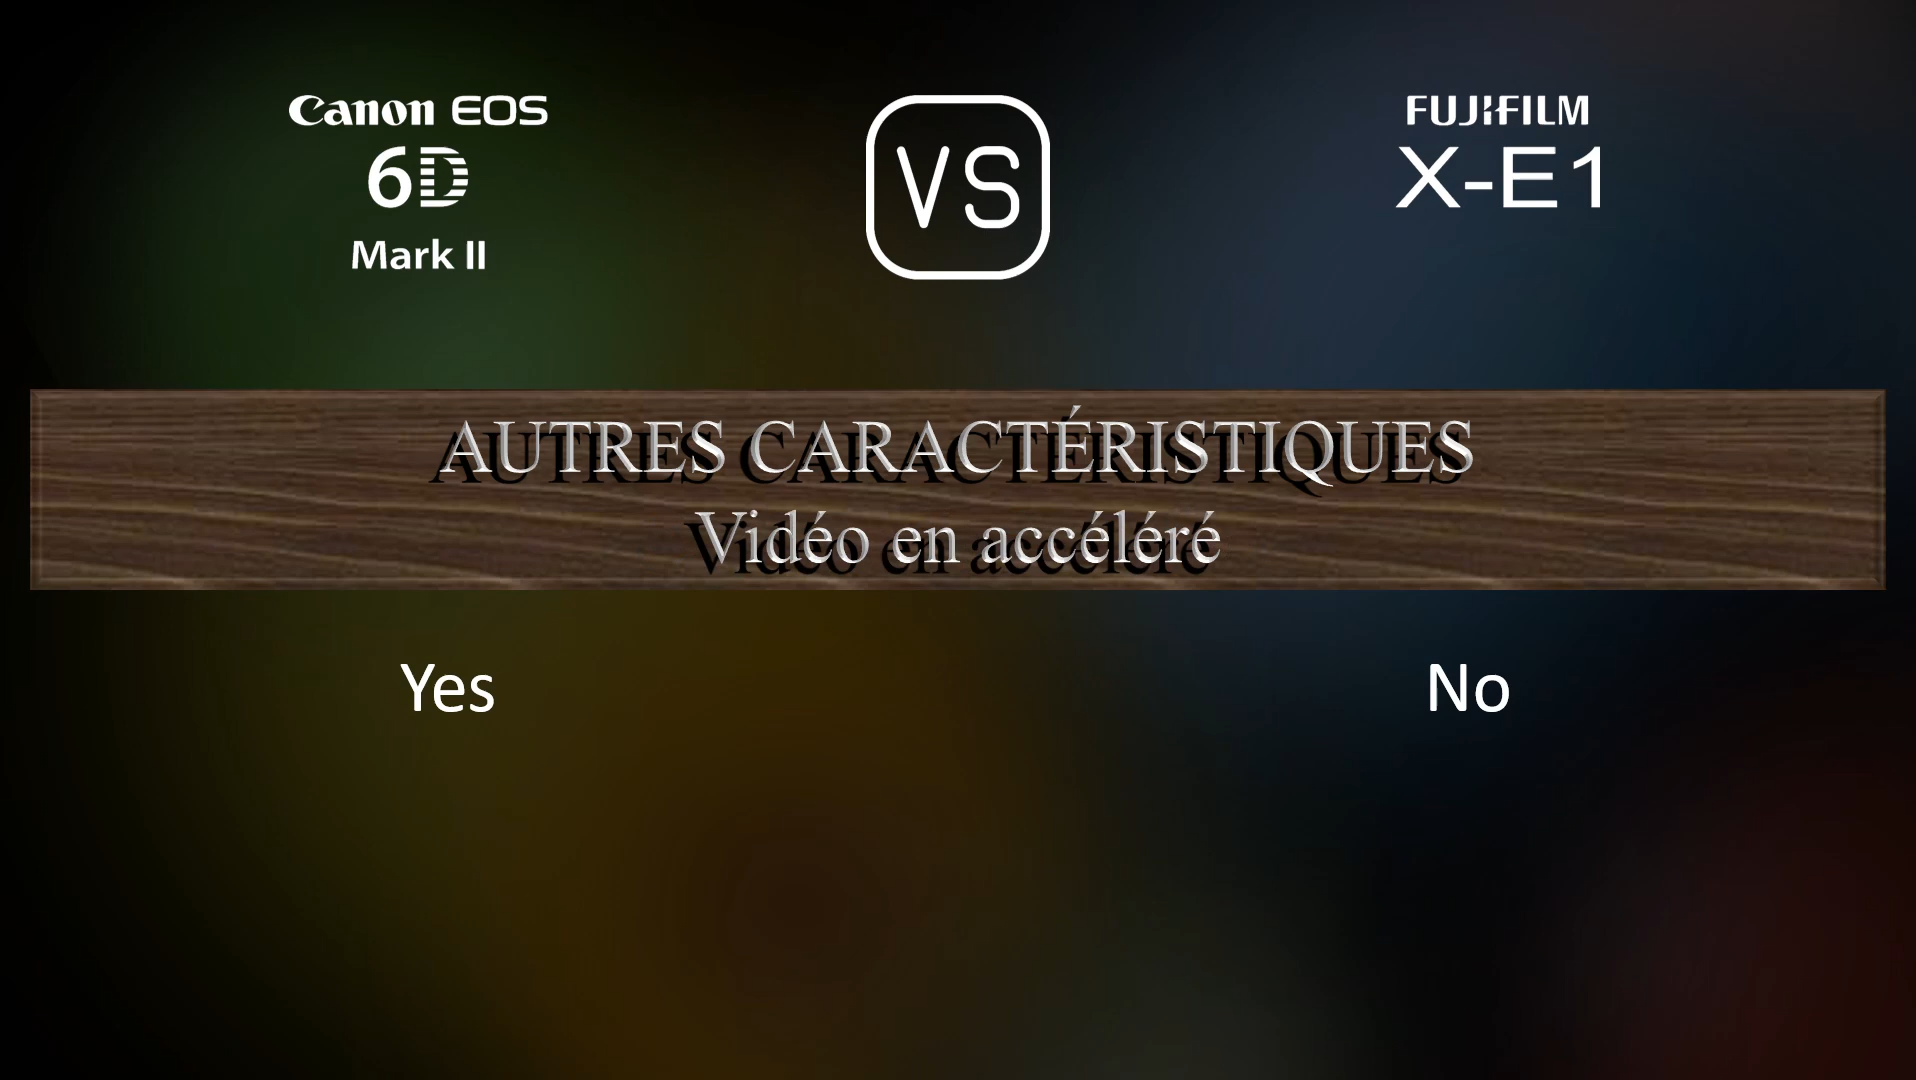 Canon EOS
6D
Mark II
VS
FUJIFILM
X-E1
AUTRES CARACTÉRISTIQUES
Vidéo en accéléré
Yes
No